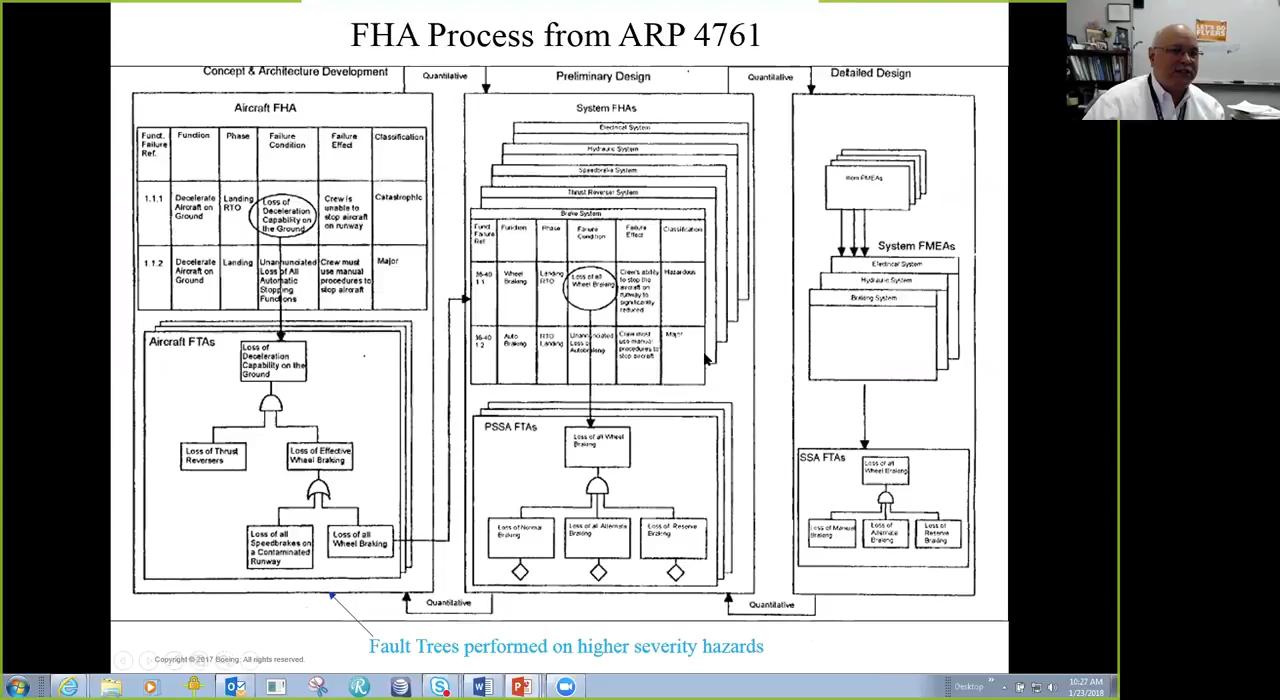 FHA Process from ARP 4761
LET'S GO
FLYERS
Concept & Architecture Development
Quantitative
Preliminary Design
Quantitative
Detailed Design
Aircraft FHA
Funct.
Failure
Ref.
Function
Phase
Failure
Condition
Failure
Effect
Classification
1.1.1
Decelerate
Aircraft on
Ground
Landing
RTO
Loss of
Deceleration
Capability on
the Ground
Crew is
unable to
stop aircraft
on runway
Catastrophic
1.1.2
Decelerate
Aircraft on
Ground
Landing
Unannunciated
Loss of All
Automatic
Stopping
Functions
Crew must
use manual
procedures to
stop aircraft
Major
Aircraft FTAs
Loss of
Deceleration
Capability on the
Ground
Loss of Thrust
Reversers
Loss of Effective
Wheel Braking
Loss of all
Speedbrakes on
a Contaminated
Runway
Loss of all
Wheel Braking
System FHAs
Electrical System
Hydraulic System
Speedbrake System
Thrust Reverser System
Brake System
Funct
Failure
Ref.
Function
Phase
Failure
Condition
Failure
Effect
Classification
Wheel
Braking
Landing
RTO
Loss of all
Wheel Braking
Crew's ability
to stop the
aircraft on
runway to
significantly
reduced
Hazardous
Auto
Braking
RTO
Landing
Unannunciated
Loss of
Autobraking
Crew must
use manual
procedures to
stop aircraft
Major
PSSA FTAs
Loss of all Wheel
Braking
Loss of Normal
Braking
Loss of all Alternate
Braking
Loss of Reserve
Braking
Item FMEAs
System FMEAs
Electrical System
Hydraulic System
Braking System
SSA FTAs
Loss of all
Wheel Braking
Loss of Manual
Braking
Loss of
Alternate
Braking
Loss of
Reserve
Braking
Quantitative
Quantitative
Fault Trees performed on higher severity hazards
Copyright © 2017 Boeing. All rights reserved.
Desktop
10:27 AM
1/23/2018